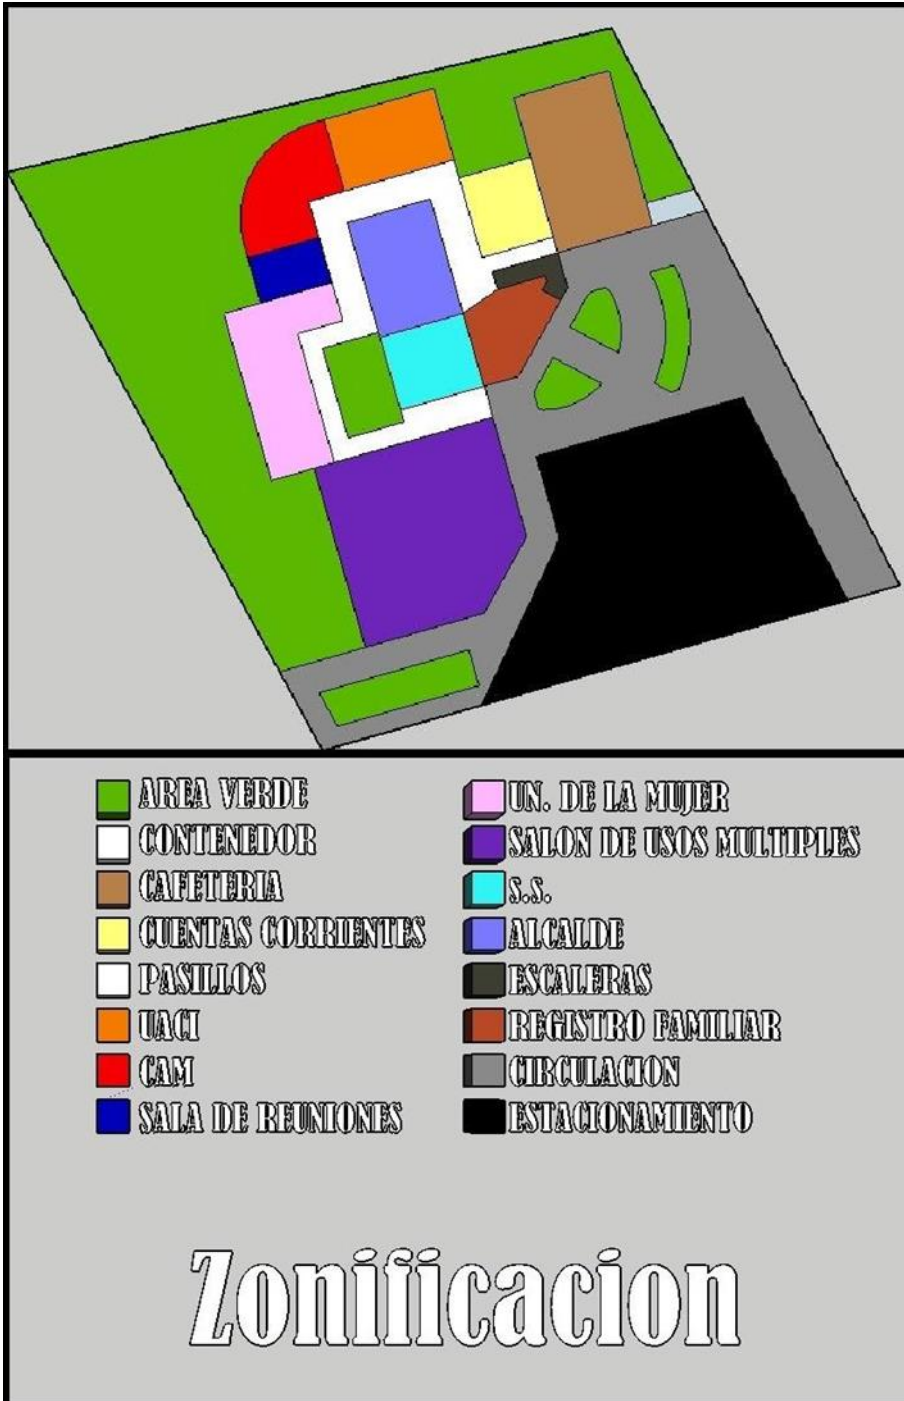 AREA VERDE
CONTENEDOR
CAFETERIA
CUENTAS CORRIENTES
PASILLOS
UACI
CAM
SALA DE REUNIONES
UN. DE LA MUJER
SALON DE USOS MULTIPLES
S.S.
ALCALDE
ESCALERAS
REGISTRO FAMILIAR
CIRCULACION
ESTACIONAMIENTO
Zonificacion